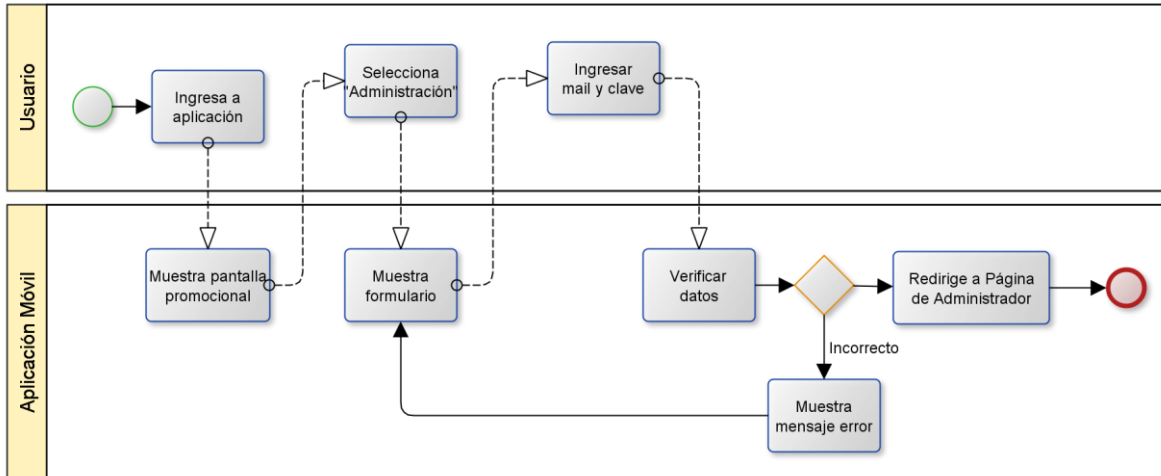 Usuario
Ingresa a
aplicación
Selecciona
"Administración"
Ingresar
mail y clave
Aplicación Móvil
Muestra pantalla
promocional
Muestra
formulario
Verificar
datos
Redirige a Página
de Administrador
Incorrecto
Muestra
mensaje error